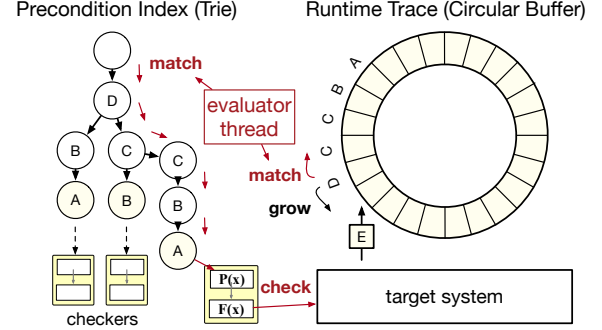 Precondition Index (Trie)
Runtime Trace (Circular Buffer)
match
A
B
C
C
D
evaluator
thread
match
grow
D
B
C
C
A
B
B
A
E
P(x)
F(x)
check
checkers
target system